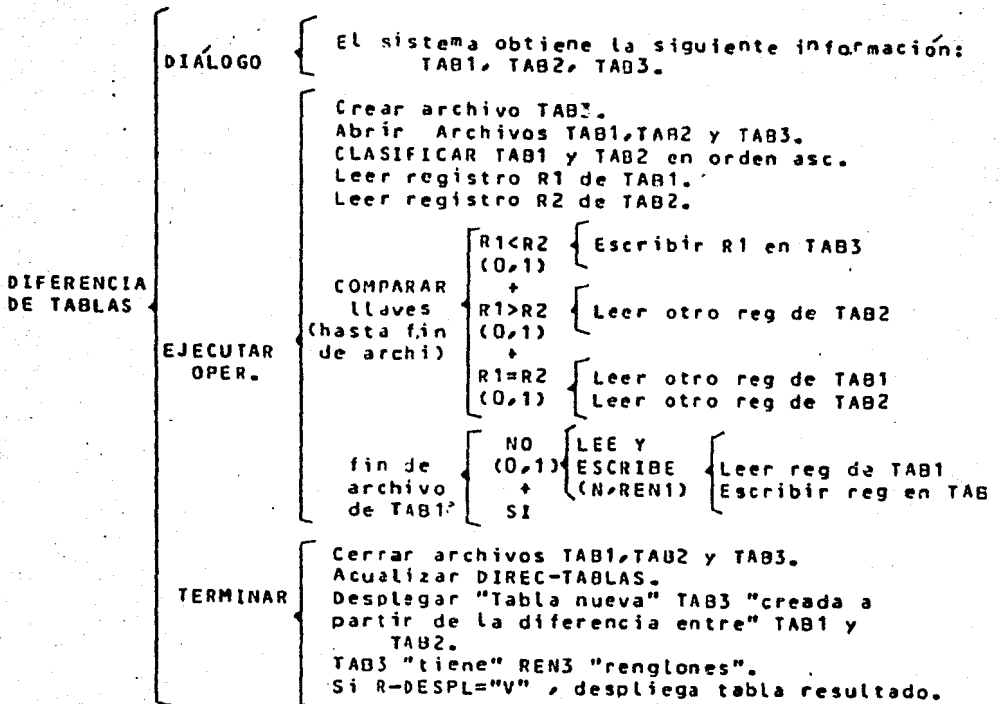 DIÁLOGO
El sistema obtiene la siguiente información:
TAB1, TAB2, TAB3.
Crear archivo TAB3.
Abrir Archivos TAB1,TAB2 y TAB3.
CLASIFICAR TAB1 y TAB2 en orden asc.
Leer registro R1 de TAB1.
Leer registro R2 de TAB2.
DIFERENCIA
DE TABLAS
EJECUTAR
OPER.
COMPARAR
llaves
(hasta fin
de archi)
R1<R2
(0,1)
Escribir R1 en TAB3
+
R1>R2
(0,1)
Leer otro reg de TAB2
+
R1=R2
(0,1)
Leer otro reg de TAB1
Leer otro reg de TAB2
fin de
archivo
de TAB1?
NO
(0,1)
+
SI
LEE Y
ESCRIBE
(N,REN1)
Leer reg de TAB1
Escribir reg en TAB
TERMINAR
Cerrar archivos TAB1,TAB2 y TAB3.
Acualizar DIREC-TABLAS.
Desplegar "Tabla nueva" TAB3 "creada a
partir de la diferencia entre" TAB1 y
TAB2.
TAB3 "tiene" REN3 "renglones".
Si R-DESPL="V" , despliega tabla resultado.